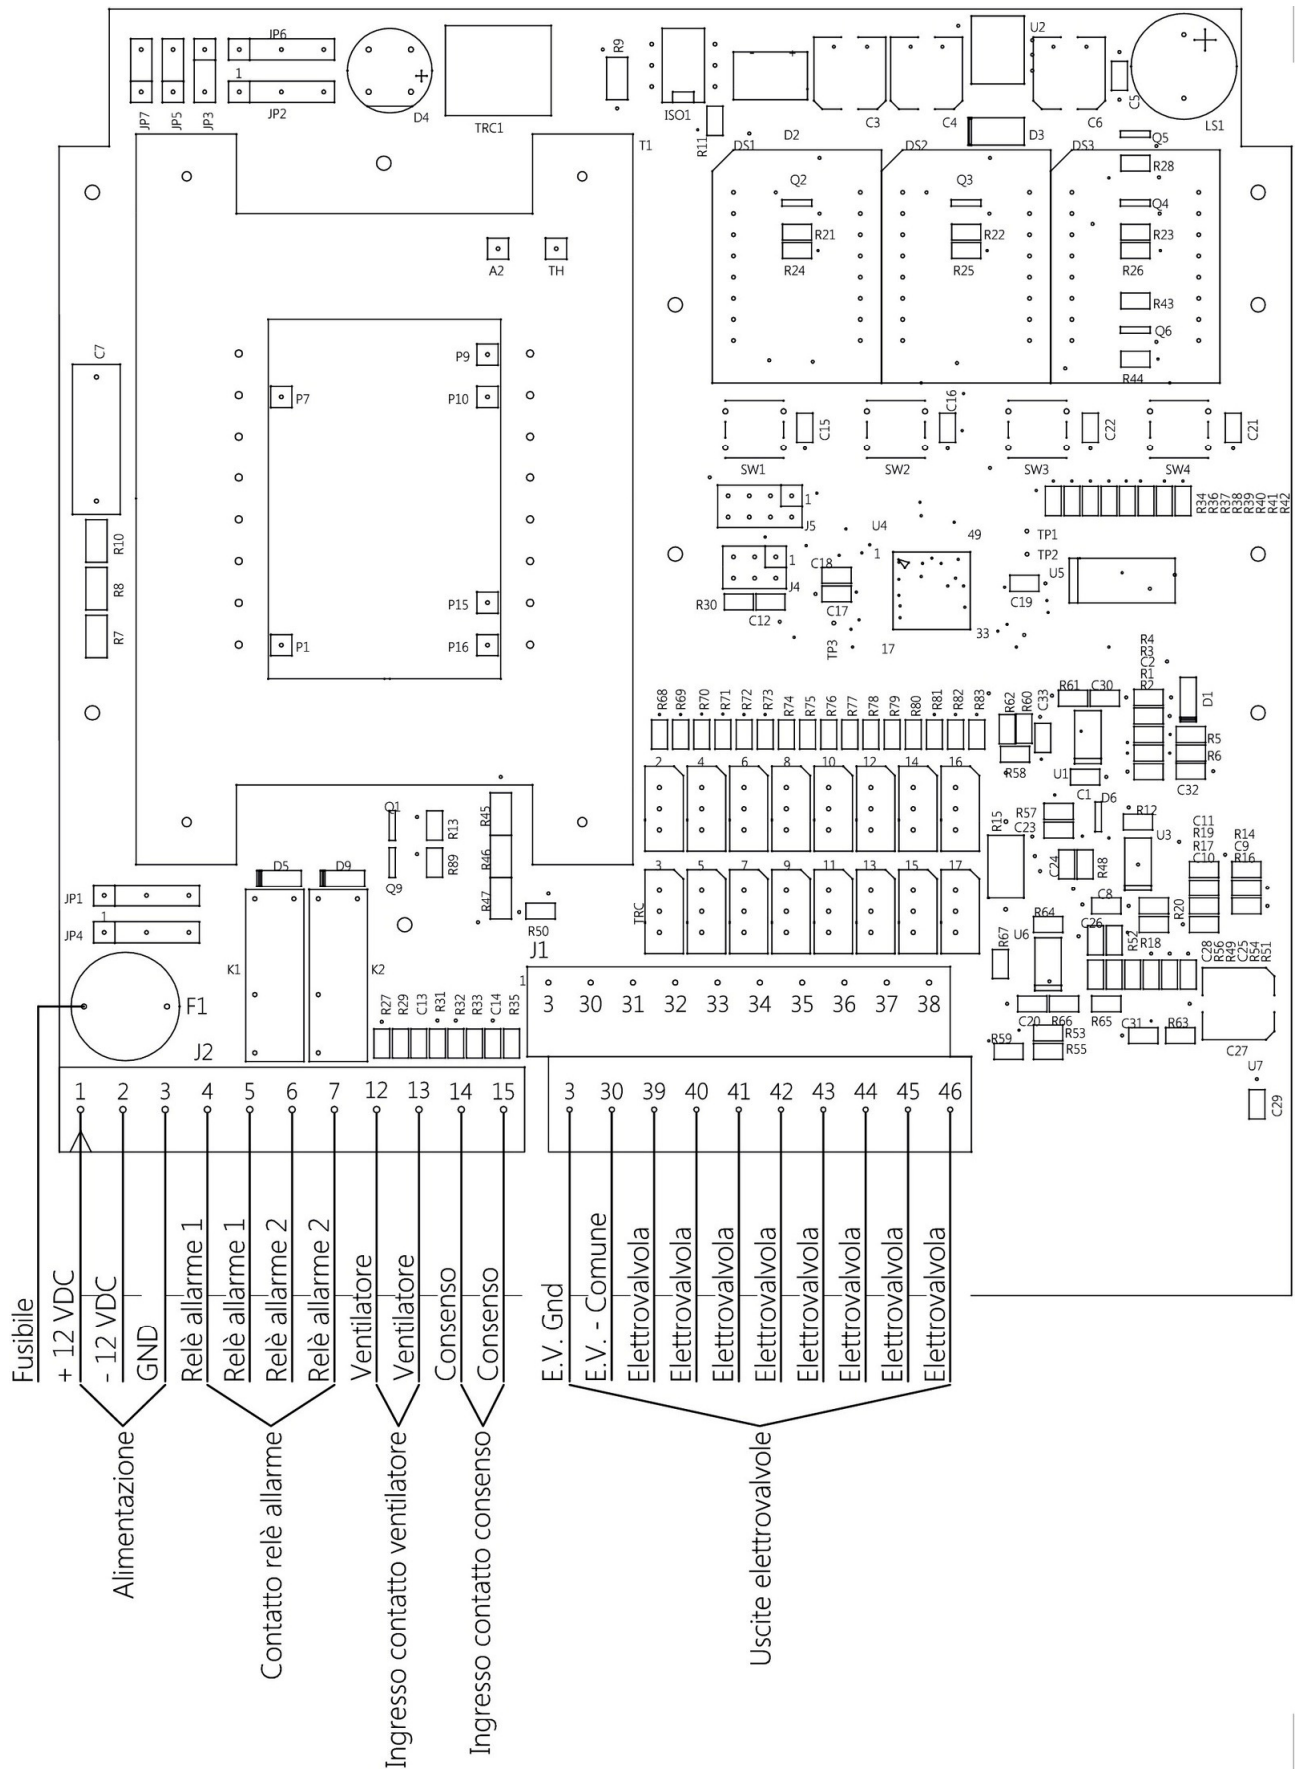 JP7
JP5
JP3
JP6
1
JP2
D4
TRC1
R9
ISO1
R11
T1
D2
C3
C4
U2
D3
C6
C5
LS1
DS1
DS2
DS3
Q5
R28
Q2
Q3
Q4
R21
R22
R23
R24
R25
R26
R43
Q6
R44
A2
TH
C7
P9
P7
P10
R10
R8
R7
P15
P1
P16
C15
C16
C22
C21
SW1
SW2
SW3
SW4
1
J5
U4
49
R34
R36
R37
R38
R39
R40
R41
R42
TP1
TP2
U5
1
J4
C18
1
R30
C12
C17
C19
TP3
17
33
R4
R3
C2
R1
R2
D1
R68
R69
R70
R71
R72
R73
R74
R75
R76
R77
R78
R79
R80
R81
R82
R83
R62
R60
C33
R61
C30
R5
R6
R58
U1
C1
C32
2
4
6
8
10
12
14
16
Q1
R13
R45
Q9
R89
R46
R47
R50
R57
D6
R12
R15
C23
U3
C11
R19
R17
C10
R14
C9
R16
C24
R48
C8
R20
3
5
7
9
11
13
15
17
TRC
JP1
1
JP4
D5
D9
K1
K2
R64
C26
R52
R18
U6
R67
C28
R56
R49
C25
R54
R51
F1
J1
1
3 30 31 32 33 34 35 36 37 38
R27
R29
C13
R31
R32
R33
C14
R35
C20
R66
R65
C31
R63
R59
R53
R55
C27
U7
C29
J2
1 2 3 4 5 6 7 12 13 14 15
3 30 39 40 41 42 43 44 45 46
Fusibile
+ 12 VDC
- 12 VDC
GND
Relè allarme 1
Relè allarme 1
Relè allarme 2
Relè allarme 2
Ventilatore
Ventilatore
Consenso
Consenso
E.V. Gnd
E.V. - Comune
Elettrovalvola
Elettrovalvola
Elettrovalvola
Elettrovalvola
Elettrovalvola
Elettrovalvola
Elettrovalvola
Elettrovalvola
Alimentazione
Contatto relè allarme
Ingresso contatto ventilatore
Ingresso contatto consenso
Uscite elettrovalvole